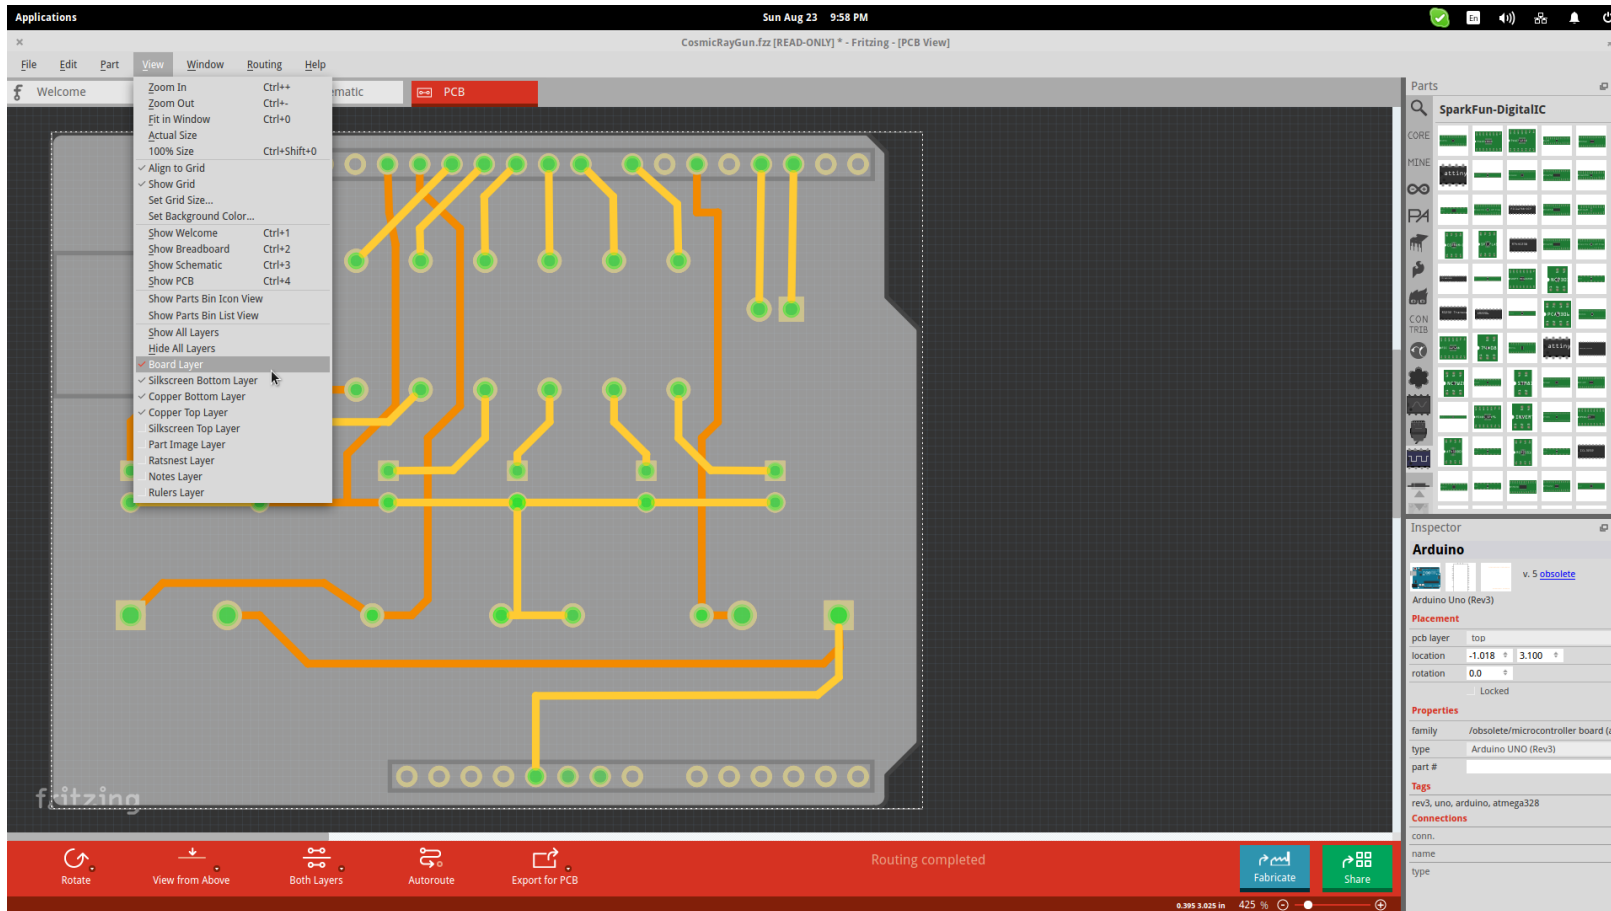 Applications
Sun Aug 23 9:58 PM
En
CosmicRayGun.fzz [READ-ONLY] * - Fritzing - [PCB View]
File Edit Part View Window Routing Help
Welcome
ematic
PCB
Zoom In Ctrl++
Zoom Out Ctrl+-
Fit in Window Ctrl+0
Actual Size
100% Size Ctrl+Shift+0
Align to Grid
Show Grid
Set Grid Size...
Set Background Color...
Show Welcome Ctrl+1
Show Breadboard Ctrl+2
Show Schematic Ctrl+3
Show PCB Ctrl+4
Show Parts Bin Icon View
Show Parts Bin List View
Show All Layers
Hide All Layers
Board Layer
Silkscreen Bottom Layer
Copper Bottom Layer
Copper Top Layer
Silkscreen Top Layer
Part Image Layer
Ratsnest Layer
Notes Layer
Rulers Layer
fritzing
Parts
SparkFun-DigitalIC
CORE
MINE
PA
CON
TRIB
attiny
attiny
Inspector
Arduino
v. 5 obsolete
Arduino Uno (Rev3)
Placement
pcb layer top
location -1.018 3.100
rotation 0.0
Locked
Properties
family /obsolete/microcontroller board (a
type Arduino UNO (Rev3)
part #
Tags
rev3, uno, arduino, atmega328
Connections
conn.
name
type
Rotate
View from Above
Both Layers
Autoroute
Export for PCB
Routing completed
Fabricate
Share
0.395 3.025 in 425 %